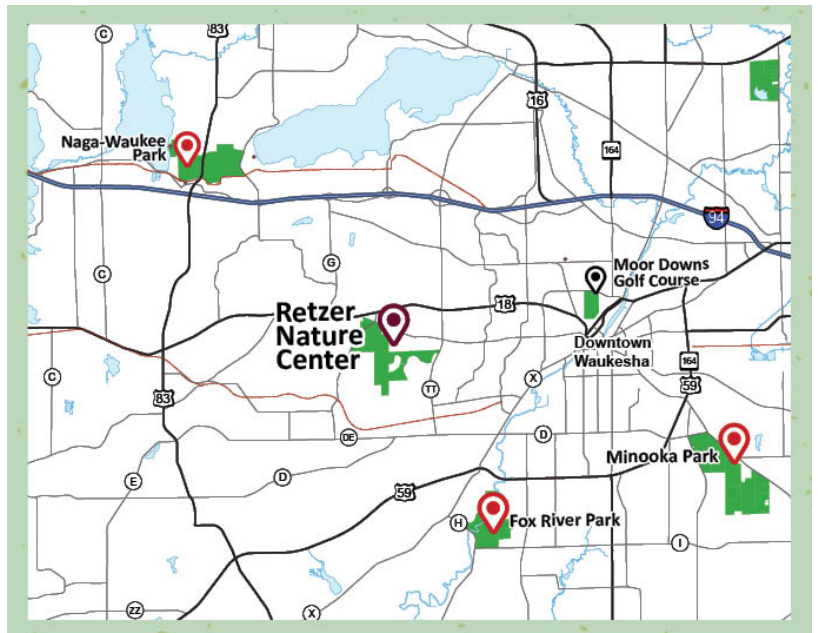 C
83
16
Naga-Waukee
Park
164
94
C
G
Moor Downs
Golf Course
Retzer
Nature
Center
18
Downtown
Waukesha
164
59
C
TT
X
83
DE
D
Minooka Park
E
D
59
H
Fox River Park
I
ZZ
X